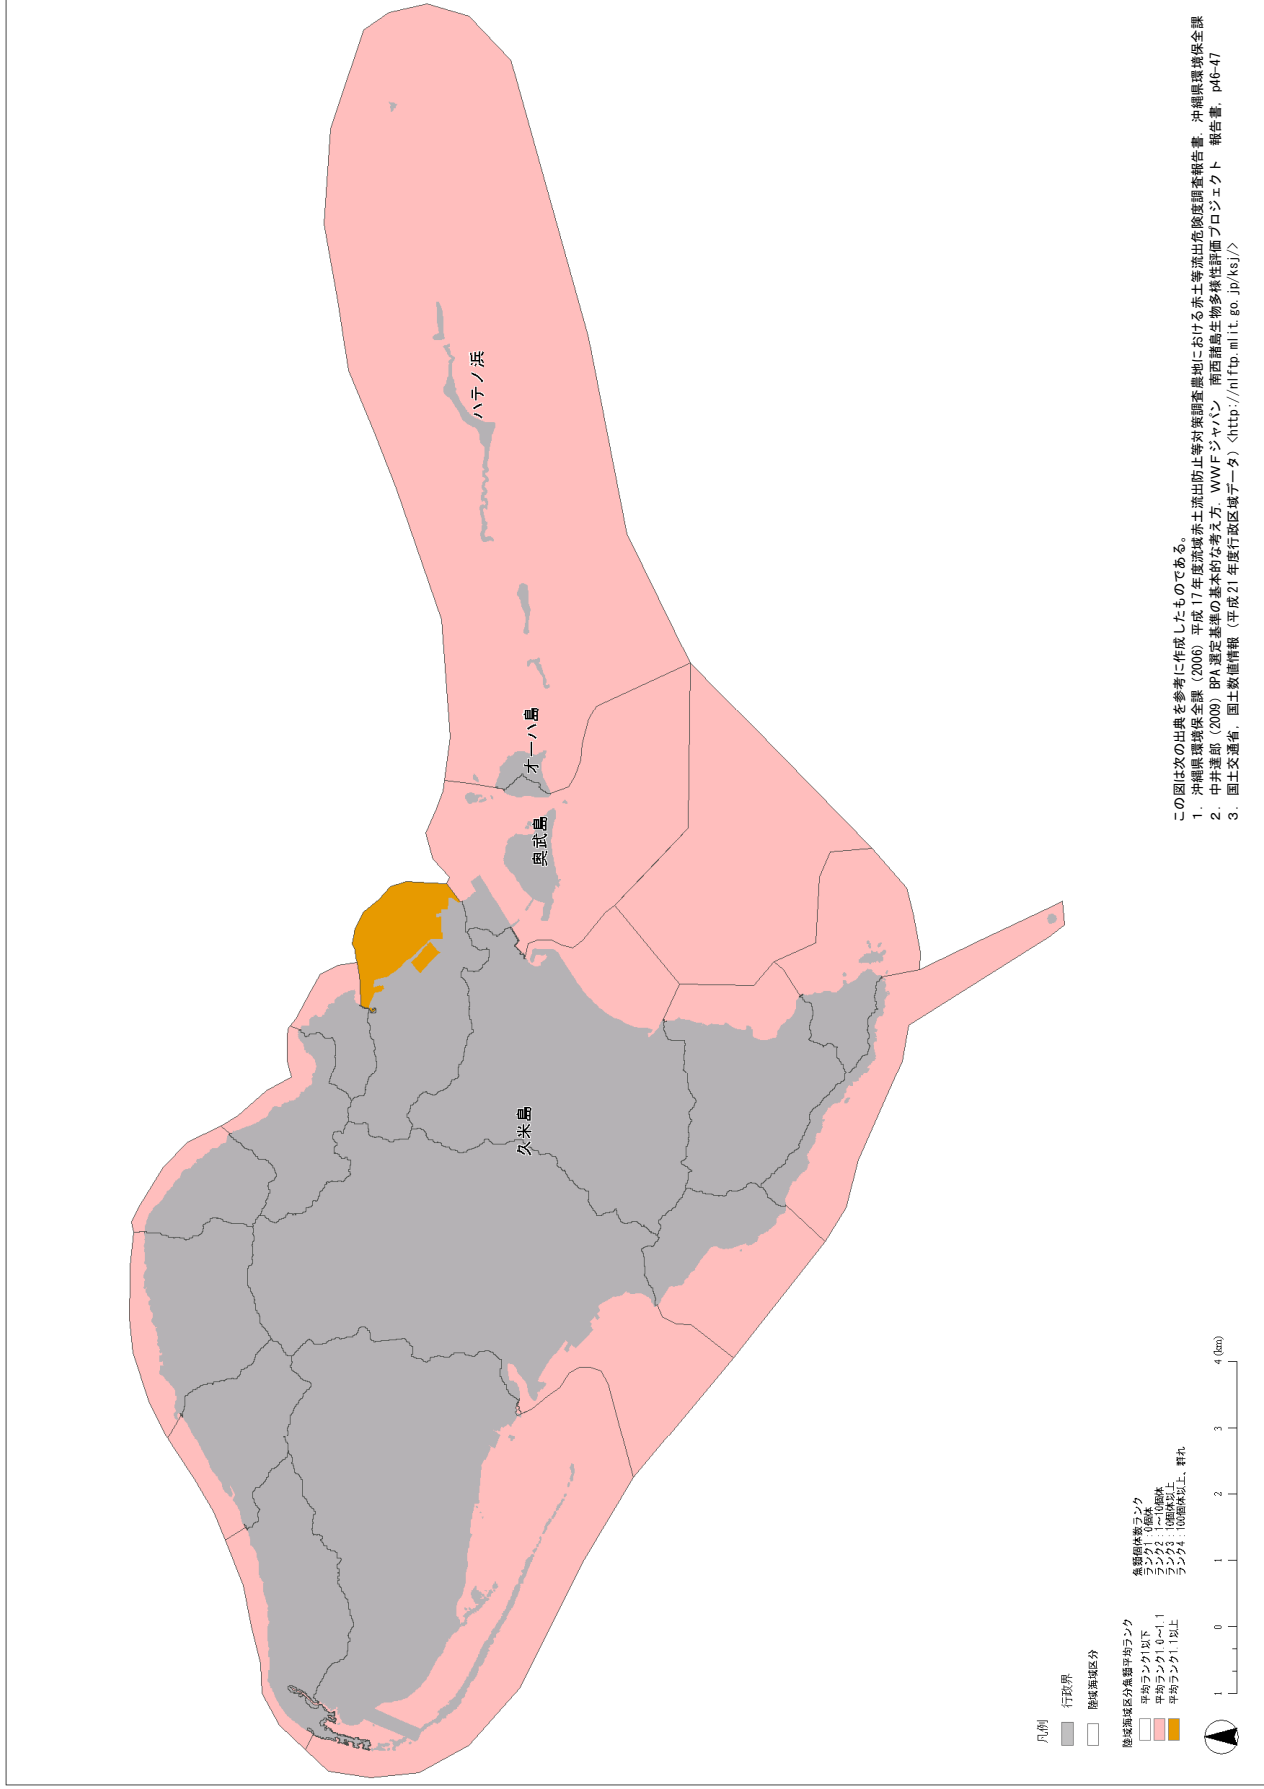 ハテノ浜
オーハ島
奥武島
久米島
この図は次の出典を参考に作成したものである。
1. 沖縄県環境保全課 (2006) 平成17年度流域赤土流出防止等対策調査農地における赤土等流出危険度調査報告書. 沖縄県環境保全課
2. 中井達郎 (2009) BPA選定基準の基本的な考え方. WWFジャパン 南西諸島生物多様性評価プロジェクト 報告書, p46-47
3. 国土交通省, 国土数値情報 (平成21年度行政区域データ) <http://nlftp.mlit.go.jp/ksj/>
凡例
行政界
陸域海域区分
陸域海域区分魚類平均ランク
平均ランク1以下
平均ランク1.0~1.1
平均ランク1.1以上
魚類個体数ランク
ランク1:0個体
ランク2:1~10個体
ランク3:10個体以上
ランク4:100個体以上、群れ
1 0 1 2 3 4 (km)